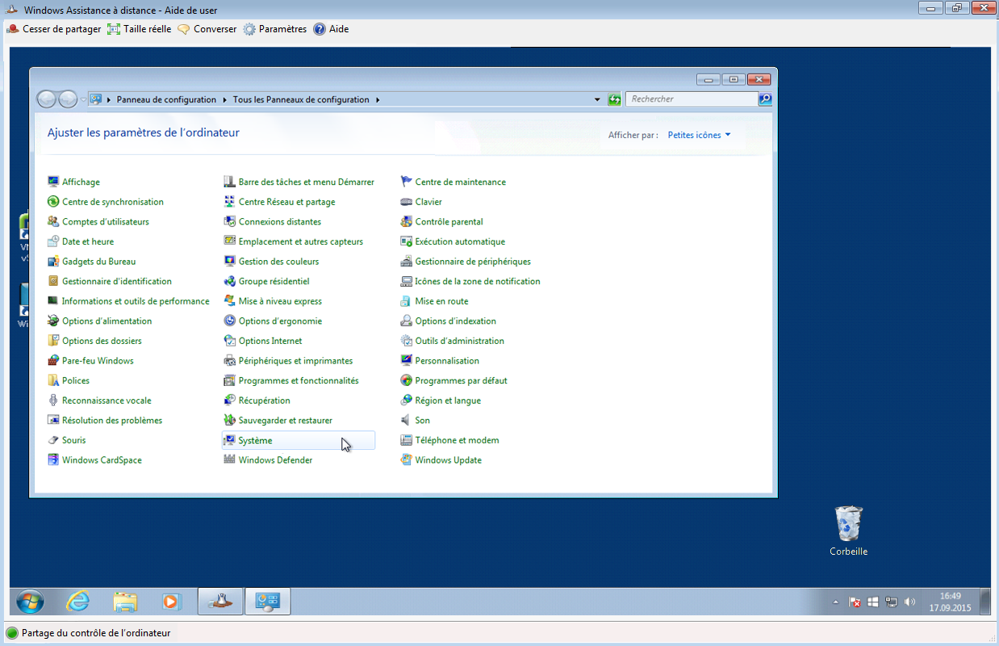 Windows Assistance à distance - Aide de user
Cesser de partager Taille réelle Converser Paramètres Aide
Panneau de configuration Tous les Panneaux de configuration Rechercher
Ajuster les paramètres de l'ordinateur
Afficher par : Petites icônes
Affichage Barre des tâches et menu Démarrer Centre de maintenance
Centre de synchronisation Centre Réseau et partage Clavier
Comptes d'utilisateurs Connexions distantes Contrôle parental
Date et heure Emplacement et autres capteurs Exécution automatique
Gadgets du Bureau Gestion des couleurs Gestionnaire de périphériques
Gestionnaire d'identification Groupe résidentiel Icônes de la zone de notification
Informations et outils de performance Mise à niveau express Mise en route
Options d'alimentation Options d'ergonomie Options d'indexation
Options des dossiers Options Internet Outils d'administration
Pare-feu Windows Périphériques et imprimantes Personnalisation
Polices Programmes et fonctionnalités Programmes par défaut
Reconnaissance vocale Récupération Région et langue
Résolution des problèmes Sauvegarder et restaurer Son
Souris Système Téléphone et modem
Windows CardSpace Windows Defender Windows Update
Corbeille
16:49
17.09.2015
Partage du contrôle de l'ordinateur